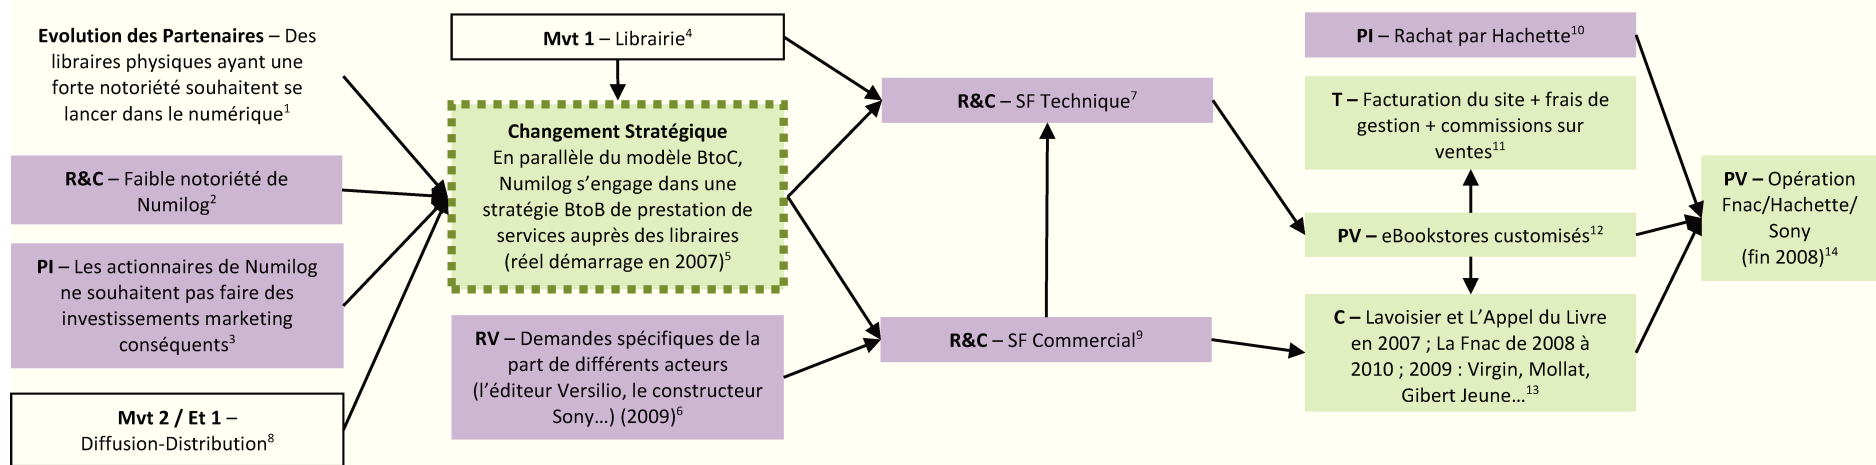 Evolution des Partenaires – Des
libraires physiques ayant une
forte notoriété souhaitent se
lancer dans le numérique1
R&C – Faible notoriété de
Numilog2
PI – Les actionnaires de Numilog
ne souhaitent pas faire des
investissements marketing
conséquents3
Mvt 2 / Et 1 –
Diffusion-Distribution8
Mvt 1 – Librairie4
Changement Stratégique
En parallèle du modèle BtoC,
Numilog s’engage dans une
stratégie BtoB de prestation de
services auprès des libraires
(réel démarrage en 2007)5
RV – Demandes spécifiques de la
part de différents acteurs
(l’éditeur Versilio, le constructeur
Sony…) (2009)6
R&C – SF Technique7
R&C – SF Commercial9
PI – Rachat par Hachette10
T – Facturation du site + frais de
gestion + commissions sur
ventes11
PV – eBookstores customisés12
C – Lavoisier et L’Appel du Livre
en 2007 ; La Fnac de 2008 à
2010 ; 2009 : Virgin, Mollat,
Gibert Jeune…13
PV – Opération
Fnac/Hachette/
Sony
(fin 2008)14